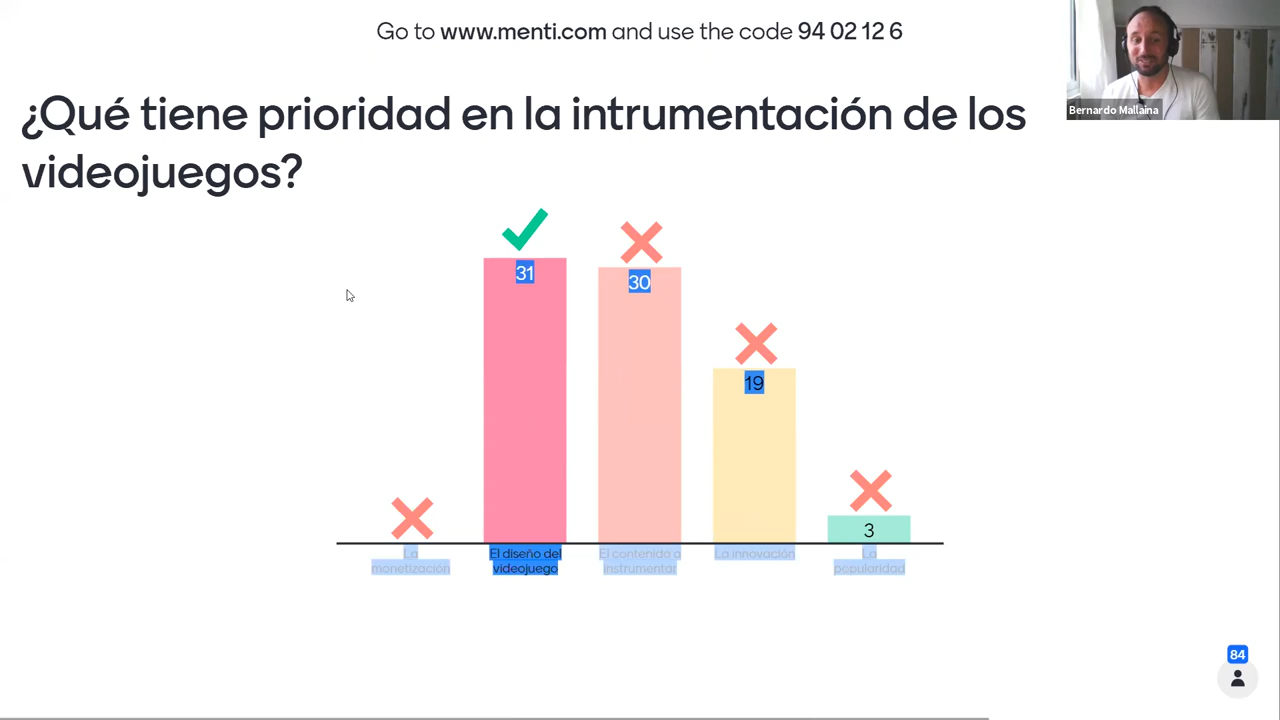 Go to www.menti.com and use the code 94 02 12 6
Bernardo Mallaina
¿Qué tiene prioridad en la intrumentación de los
videojuegos?
31
30
19
3
La
monetización
El diseño del
videojuego
El contenido a
instrumentar
La innovación
La
popularidad
84